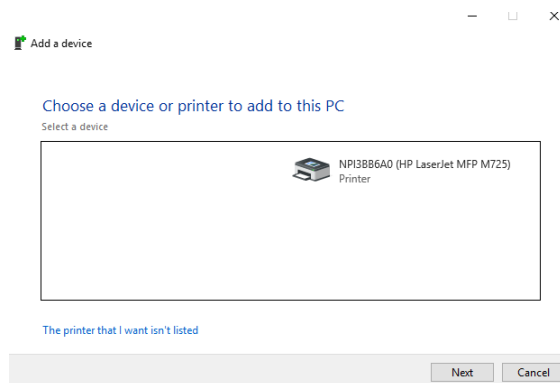 Add a device
Choose a device or printer to add to this PC
Select a device
NPI3BB6A0 (HP LaserJet MFP M725)
Printer
The printer that I want isn't listed
Next
Cancel